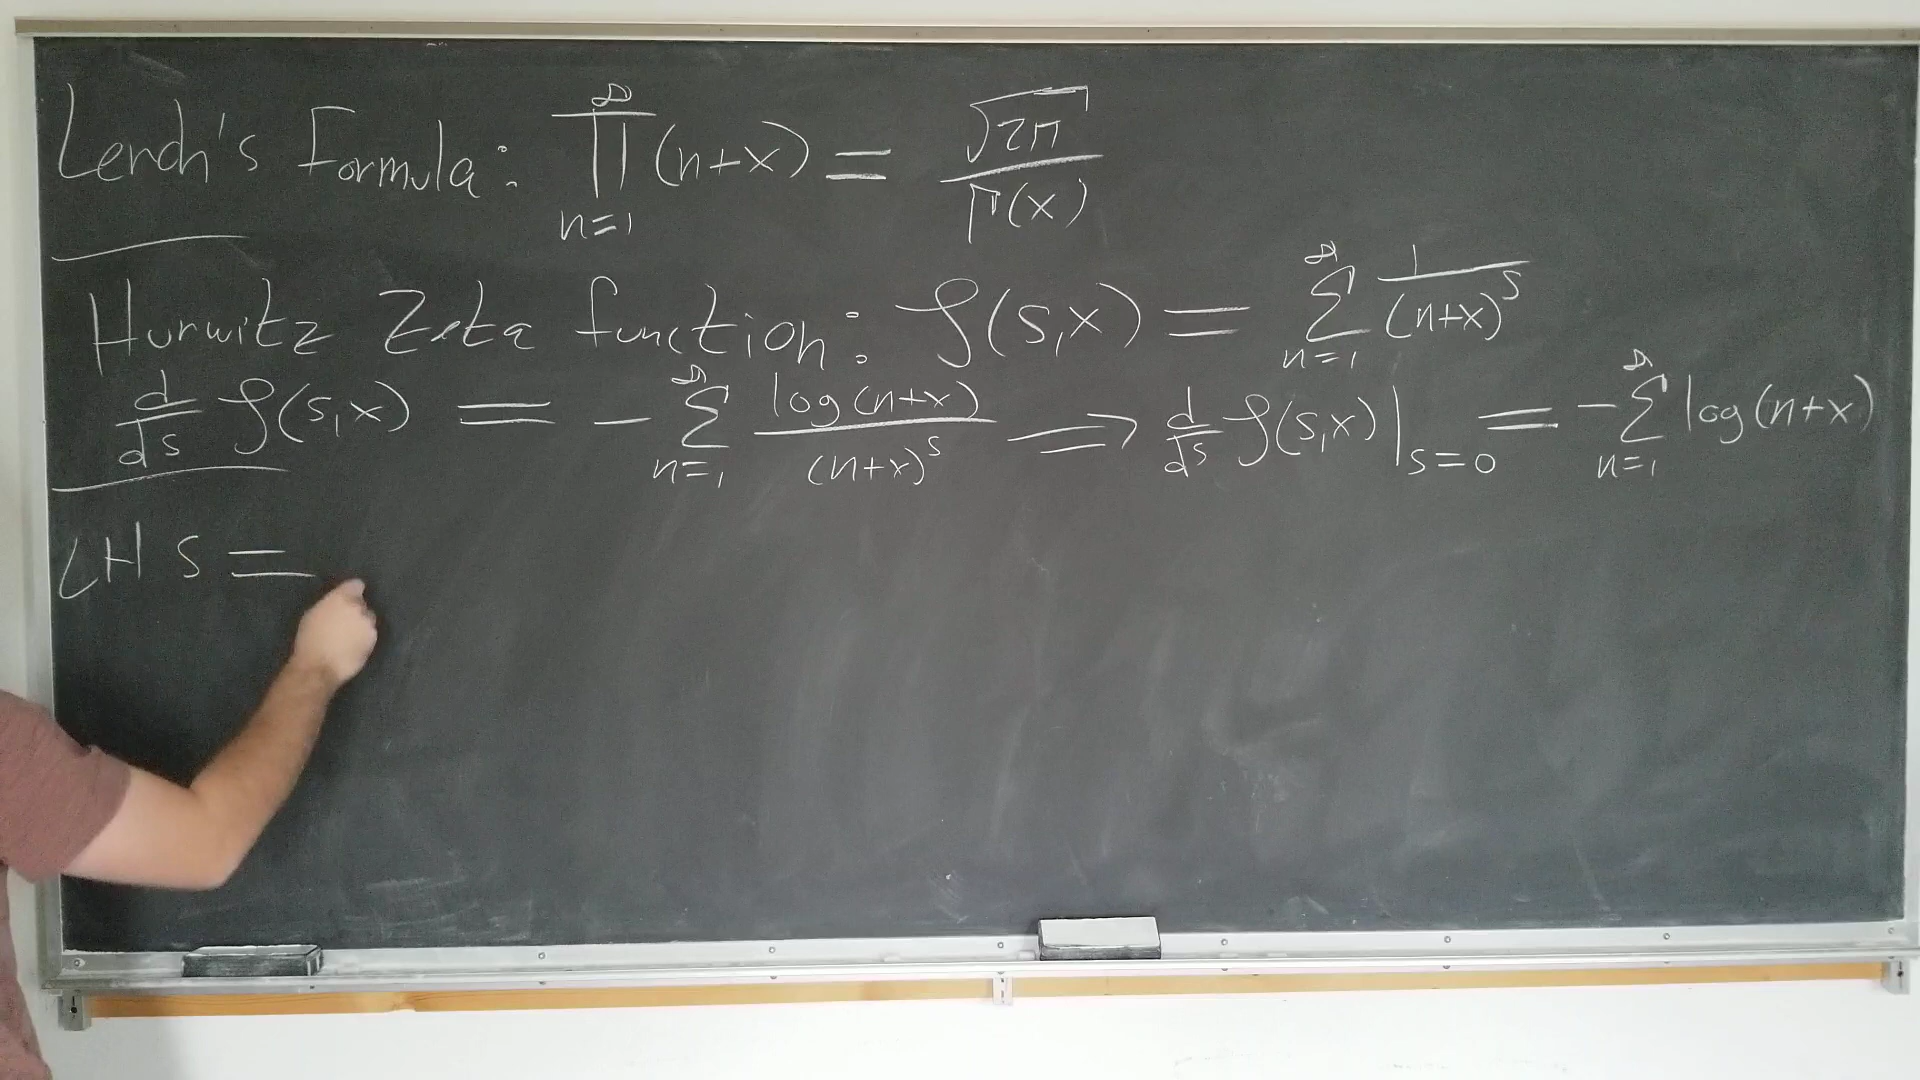 Lerch's Formula: ∏_{n=1}^{∞} (n+x) = √2π / Γ(x)
Hurwitz Zeta function: ζ(s,x) = ∑_{n=1}^{∞} 1/(n+x)^s
d/ds ζ(s,x) = -∑_{n=1}^{∞} log(n+x)/(n+x)^s ⟹ d/ds ζ(s,x)|_{s=0} = -∑_{n=1}^{∞} log(n+x)
LHS =